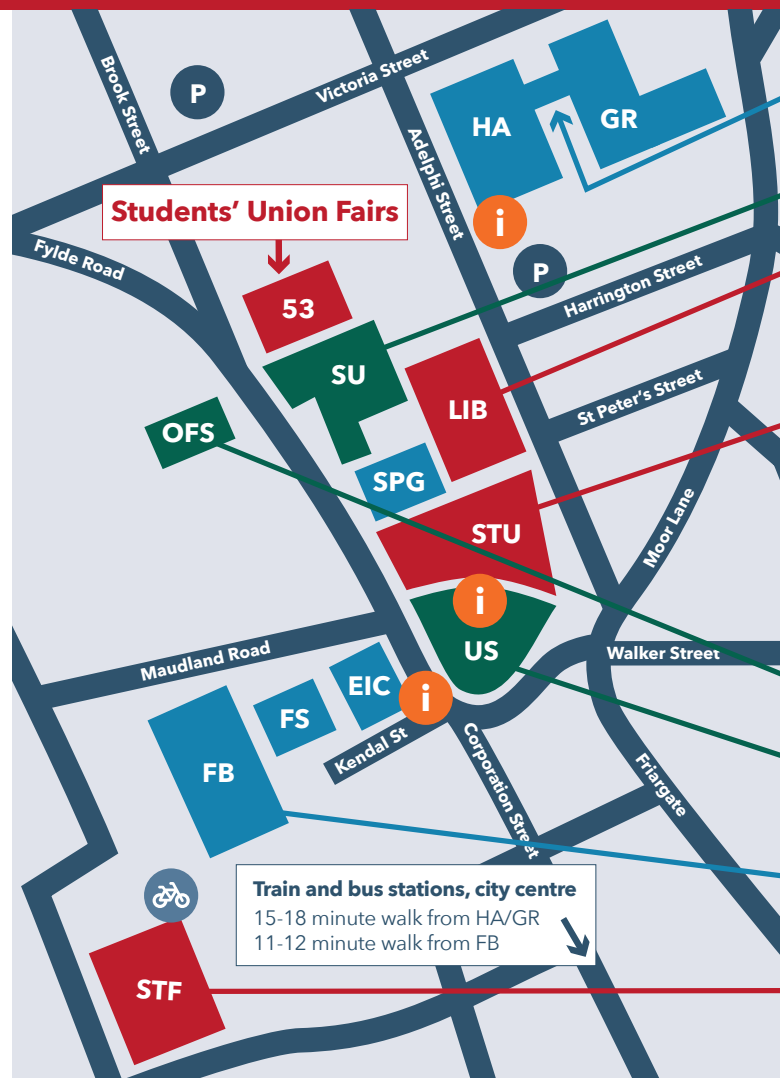 Brook Street
P
Victoria Street
HA
GR
Adelphi Street
Students' Union Fairs
i
Fylde Road
P
Harrington Street
53
SU
LIB
St Peter's Street
OFS
SPG
STU
Moor Lane
i
US
Maudland Road
Walker Street
EIC
i
FS
Kendal St
FB
Corporation Street
Friargate
Train and bus stations, city centre
15-18 minute walk from HA/GR
11-12 minute walk from FB
STF